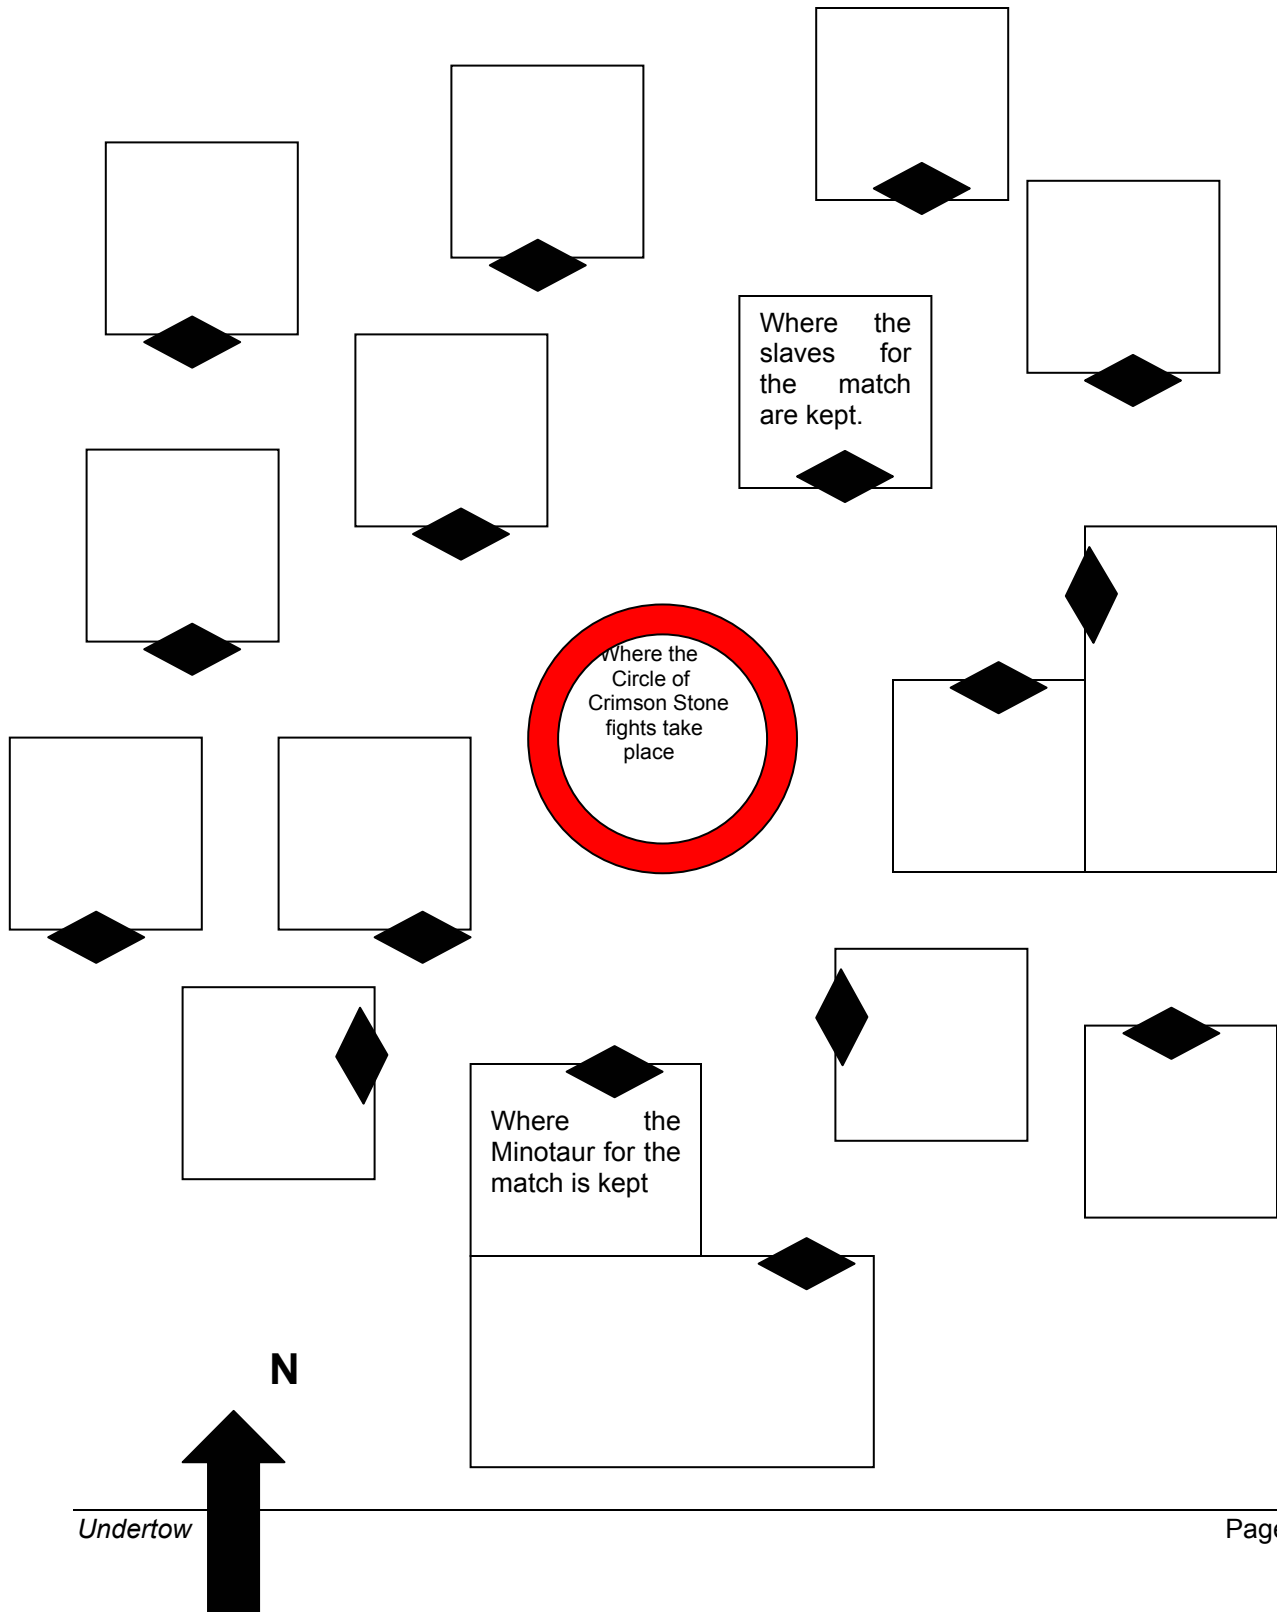 Where the
slaves for
the match
are kept.
Where the
Circle of
Crimson Stone
fights take
place
Where the
Minotaur for the
match is kept
N
Undertow
Page